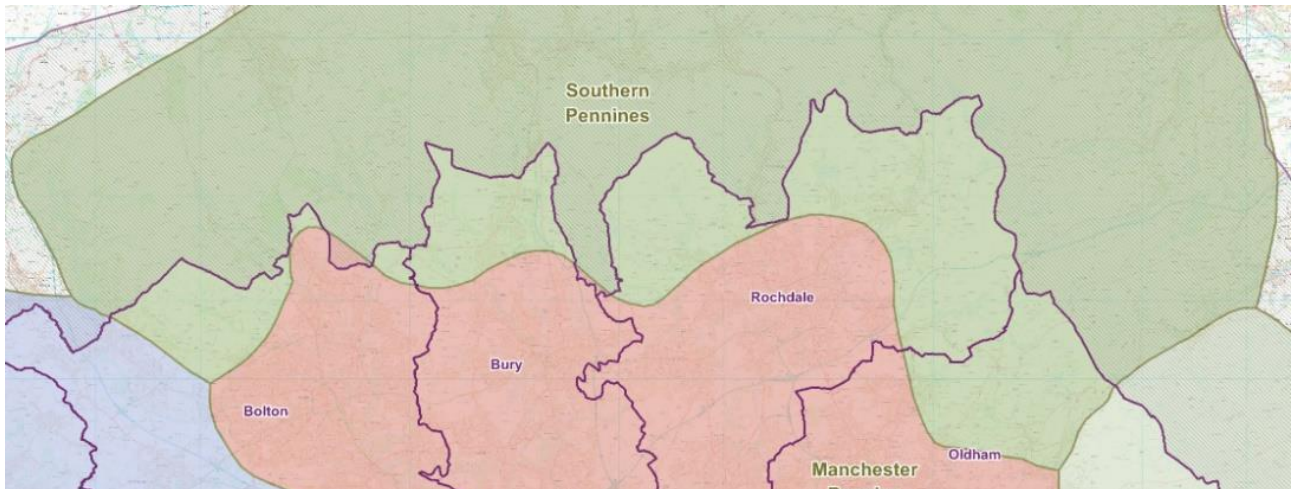 Southern
Pennines
Rochdale
Bury
Bolton
Oldham
Manchester